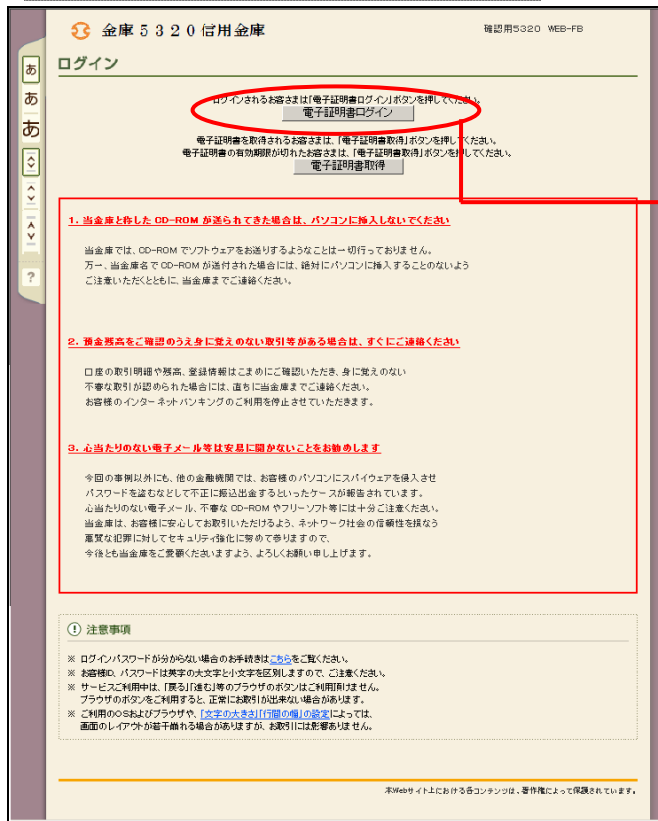 金庫5320信用金庫
確認用5320 WEB-FB
ログイン
あ
あ
あ
?
ログインされるお客さまは「電子証明書ログイン」ボタンを押してください。
電子証明書ログイン
電子証明書を取得されるお客さまは、「電子証明書取得」ボタンを押してください。
電子証明書の有効期限が切れたお客さまは、「電子証明書取得」ボタンを押してください。
電子証明書取得
1. 当金庫と称した CD-ROM が送られてきた場合は、パソコンに挿入しないでください
当金庫では、CD-ROM でソフトウェアをお送りするようなことは一切行っておりません。
万一、当金庫名で CD-ROM が送付された場合には、絶対にパソコンに挿入することのないよう
ご注意いただくとともに、当金庫までご連絡ください。
2. 預金残高をご確認のうえ身に覚えのない取引等がある場合は、すぐにご連絡ください
口座の取引明細や残高、登録情報はこまめにご確認いただき、身に覚えのない
不審な取引が認められた場合には、直ちに当金庫までご連絡ください。
お客様のインターネットバンキングのご利用を停止させていただきます。
3. 心当たりのない電子メール等は安易に開かないことをお勧めします
今回の事例以外にも、他の金融機関では、お客様のパソコンにスパイウェアを侵入させ
パスワードを盗むなどして不正に振込出金するといったケースが報告されています。
心当たりのない電子メール、不審な CD-ROM やフリーソフト等には十分ご注意ください。
当金庫は、お客様に安心してお取引いただけるよう、ネットワーク社会の信頼性を損なう
悪質な犯罪に対してセキュリティ強化に努めて参りますので、
今後とも当金庫をご愛顧くださいますよう、よろしくお願い申し上げます。
注意事項
※ ログインパスワードが分からない場合のお手続きはこちらをご覧ください。
※ お客様ID、パスワードは英字の大文字と小文字を区別しますので、ご注意ください。
※ サービスご利用中は、「戻る」「進む」等のブラウザのボタンはご利用頂けません。
ブラウザのボタンをご利用すると、正常にお取引が出来ない場合があります。
※ ご利用のOSおよびブラウザや、「文字の大きさ」「行間の幅」の設定によっては、
画面のレイアウトが若干崩れる場合がありますが、お取引には影響ありません。
本Webサイト上における各コンテンツは、著作権によって保護されています。